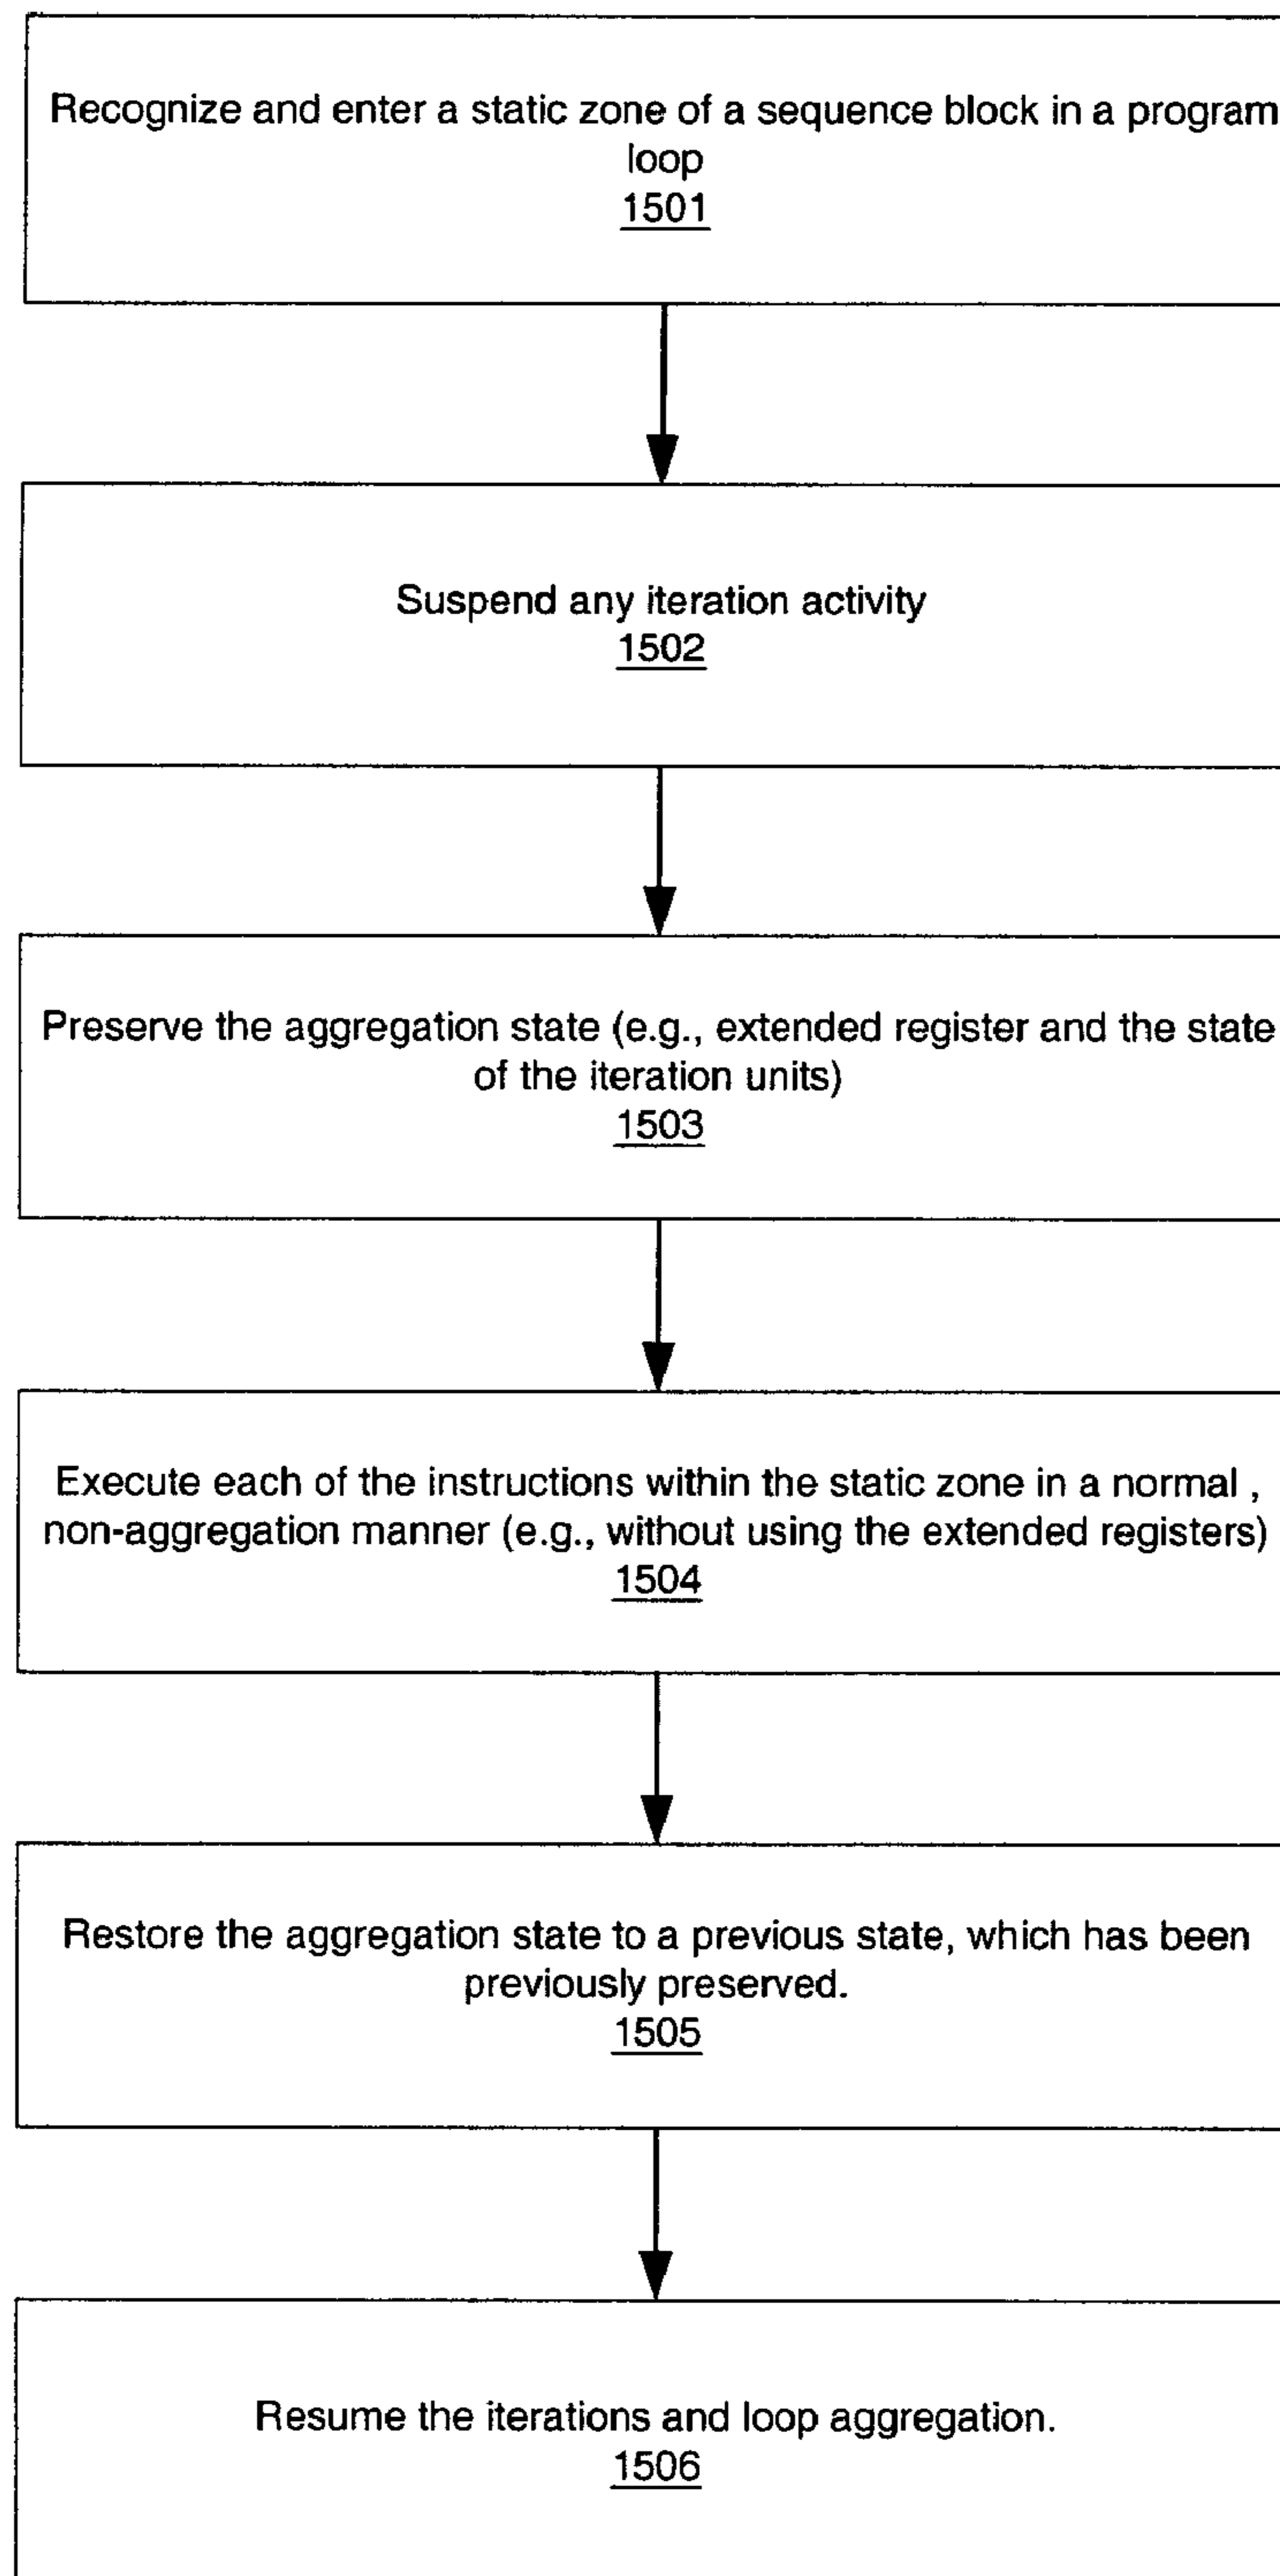 Recognize and enter a static zone of a sequence block in a program
loop
1501
Suspend any iteration activity
1502
Preserve the aggregation state (e.g., extended register and the state
of the iteration units)
1503
Execute each of the instructions within the static zone in a normal ,
non-aggregation manner (e.g., without using the extended registers)
1504
Restore the aggregation state to a previous state, which has been
previously preserved.
1505
Resume the iterations and loop aggregation.
1506